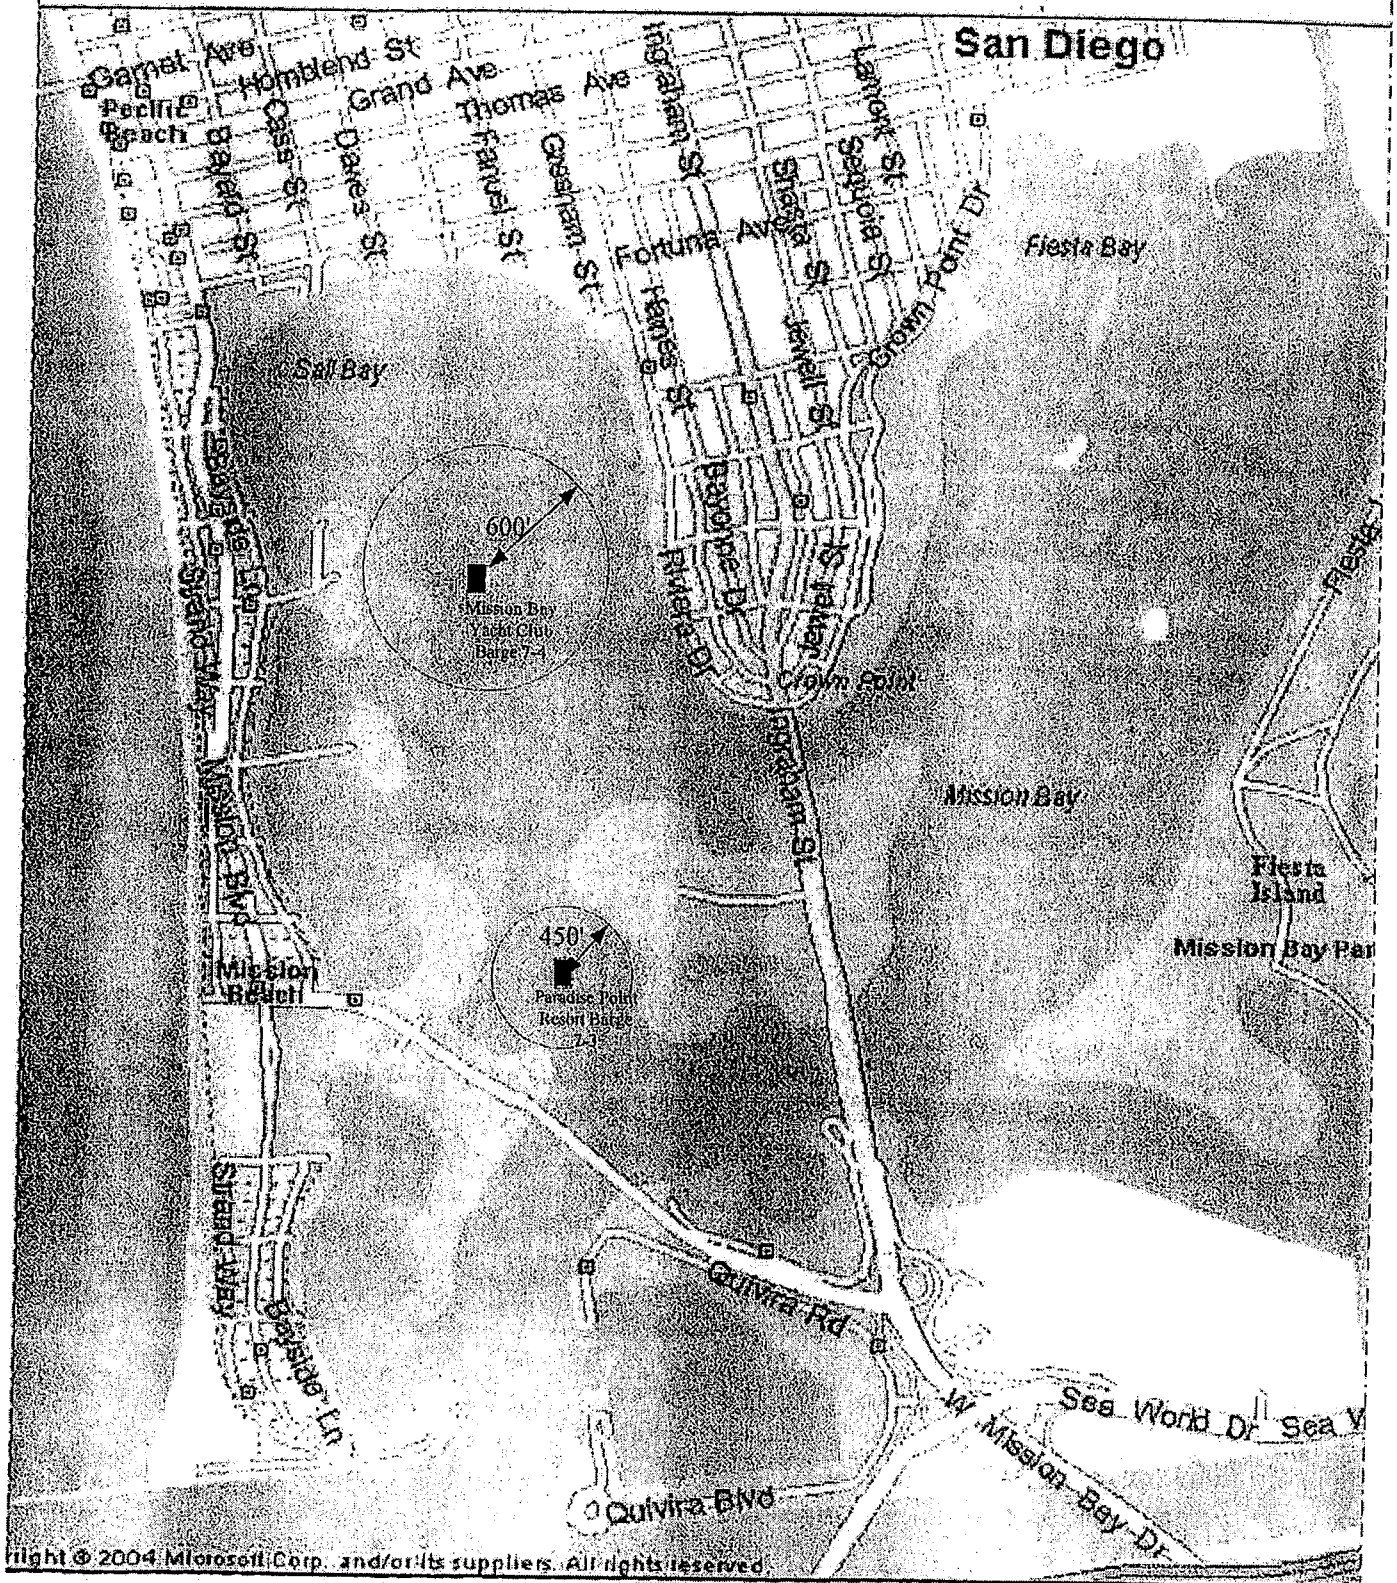 San Diego
Garnet Ave
Hornblend St
Grand Ave
Thomas Ave
Pacific
Beach
Bayard St
Cass St
Dawes St
Fanuel St
Gresham St
Ingraham St
Lamont St
Shasta St
Sequoia St
Fortuna Ave
Crown Point Dr
Fiesta Bay
Haines St
Jewell St
Sail Bay
Bayside Ln
600'
Mission Bay
Yacht Club
Barge 7-4
Bayonne Dr
Riviera Dr
Jewell St
Crown Point
Fiesta
Strand Way
Ingraham St
Mission Bay
Mission Blvd
Fiesta
Island
450'
Mission Bay Par
Mission
Beach
Paradise Point
Resort Barge
7-3
Strand Way
Quivira Rd
Bayside Ln
Sea World Dr
Sea W
W Mission Bay Dr
Quivira Blvd
right © 2004 Microsoft Corp. and/or its suppliers. All rights reserved.